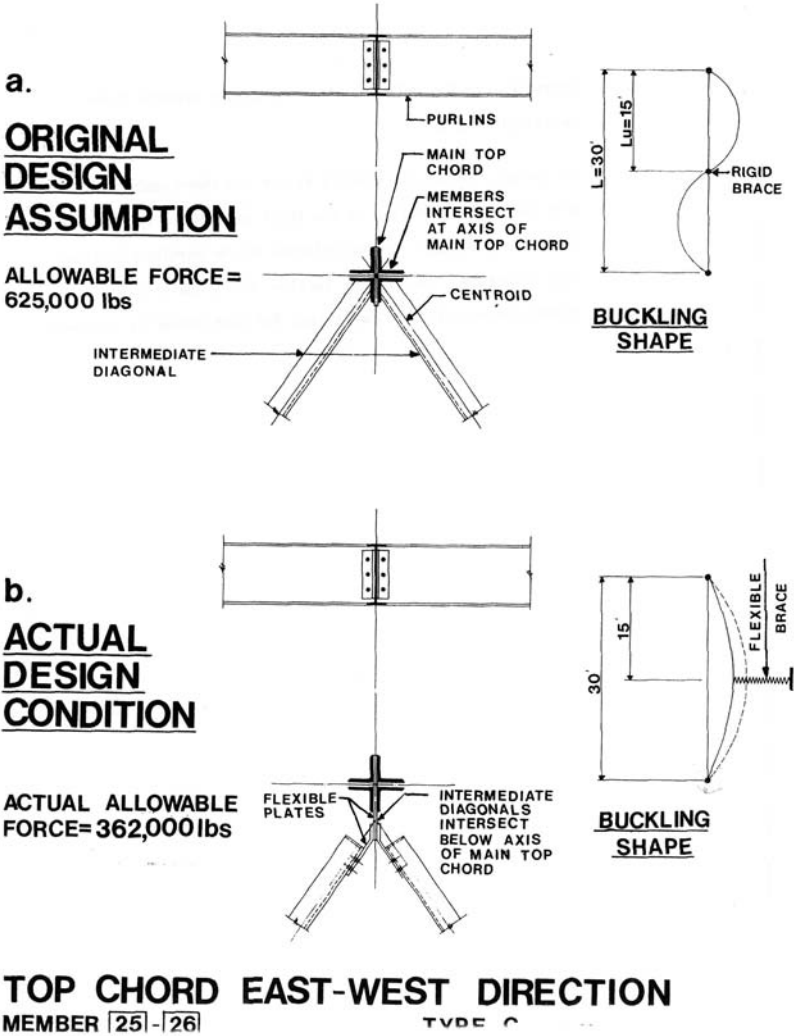 a.
ORIGINAL
DESIGN
ASSUMPTION
ALLOWABLE FORCE=
625,000 lbs
PURLINS
MAIN TOP
CHORD
MEMBERS
INTERSECT
AT AXIS OF
MAIN TOP CHORD
CENTROID
INTERMEDIATE
DIAGONAL
L=30'
Lu=15'
RIGID
BRACE
BUCKLING
SHAPE
b.
ACTUAL
DESIGN
CONDITION
ACTUAL ALLOWABLE
FORCE=362,000 lbs
FLEXIBLE
PLATES
INTERMEDIATE
DIAGONALS
INTERSECT
BELOW AXIS
OF MAIN TOP
CHORD
30'
15'
FLEXIBLE
BRACE
BUCKLING
SHAPE
TOP CHORD EAST-WEST DIRECTION
MEMBER 25-26